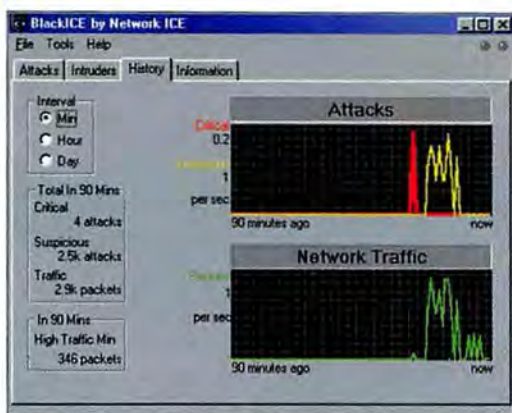 BlackICE by Network ICE
File Tools Help
Attacks Intruders History Information
Interval
Min
Hour
Day
Total In 90 Mins
Critical
4 attacks
Suspicious
2.5k attacks
Traffic
2.9k packets
In 90 Mins
High Traffic Min
346 packets
Attacks
Critical
0.2
1
per sec
90 minutes ago now
Network Traffic
1
per sec
90 minutes ago now